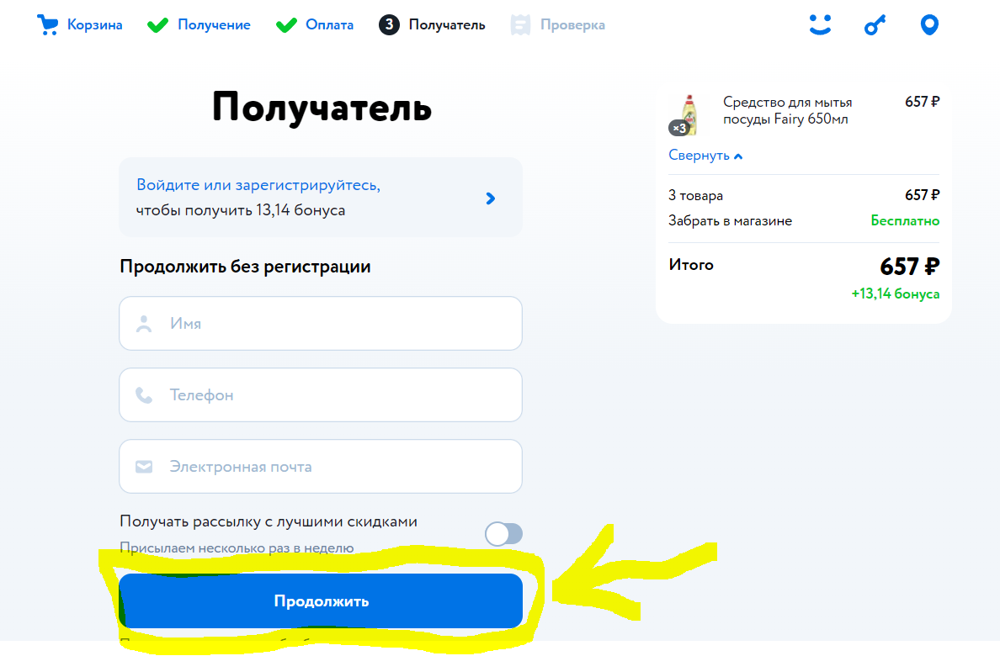 Корзина Получение Оплата 3 Получатель Проверка
Получатель
Войдите или зарегистрируйтесь,
чтобы получить 13,14 бонуса
Продолжить без регистрации
Имя
Телефон
Электронная почта
Получать рассылку с лучшими скидками
Присылаем несколько раз в неделю
Продолжить
×3
Средство для мытья 657 ₽
посуды Fairy 650мл
Свернуть
3 товара 657 ₽
Забрать в магазине Бесплатно
Итого 657 ₽
+13,14 бонуса